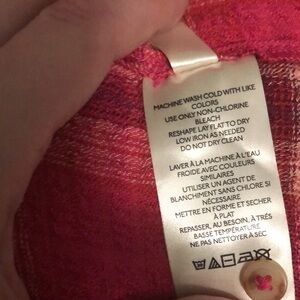 MACHINE WASH COLD WITH LIKE
COLORS
USE ONLY NON-CHLORINE
BLEACH
RESHAPE LAY FLAT TO DRY
LOW IRON AS NEEDED
DO NOT DRY CLEAN
LAVER À LA MACHINE À L'EAU
FROIDE AVEC COULEURS
SIMILAIRES
UTILISER UN AGENT DE
BLANCHIMENT SANS CHLORE SI
NÉCESSAIRE
METTRE EN FORME ET SÉCHER
À PLAT
REPASSER, AU BESOIN, À TRÈS
BASSE TEMPÉRATURE
NE PAS NETTOYER À SEC